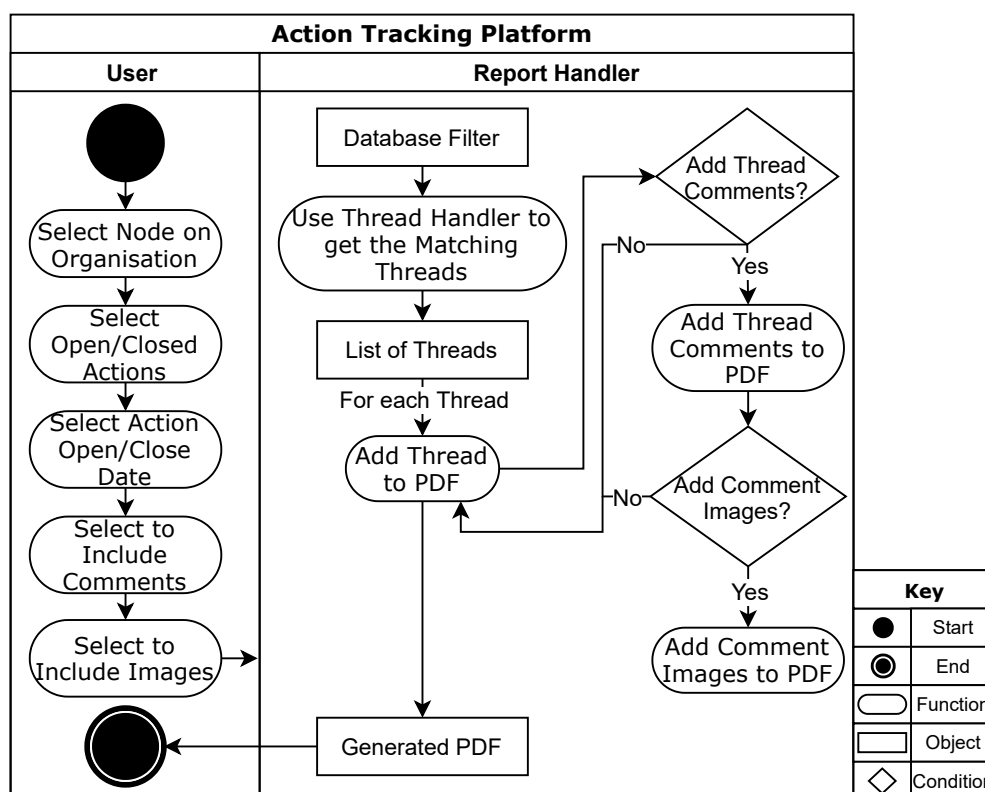 Action Tracking Platform
User
Report Handler
Select Node on
Organisation
Select
Open/Closed
Actions
Select Action
Open/Close
Date
Select to
Include
Comments
Select to
Include Images
Database Filter
Use Thread Handler to
get the Matching
Threads
List of Threads
For each Thread
Add Thread
to PDF
Generated PDF
Add Thread
Comments?
No
Yes
Add Thread
Comments to
PDF
Add Comment
Images?
No
Yes
Add Comment
Images to PDF
Key
Start
End
Function
Object
Condition